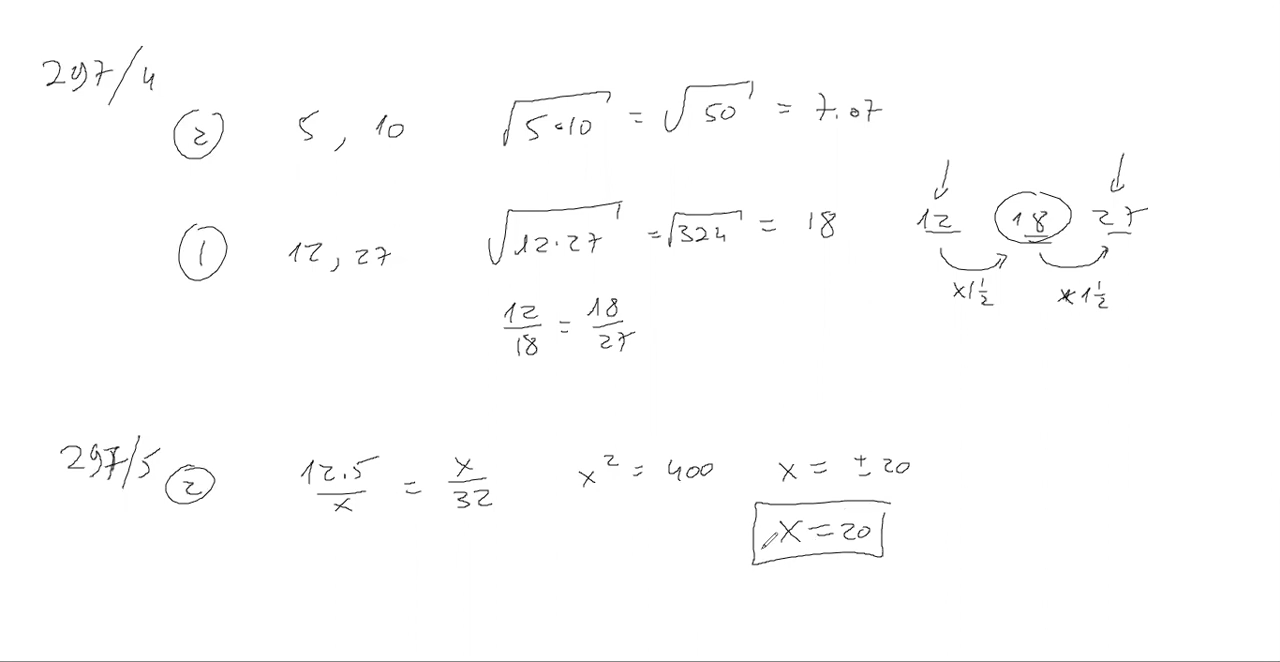 297/4
② 5, 10 √5·10 = √50 = 7.07
① 12, 27 √12·27 = √324 = 18 12 18 27
×1½ ×1½
12/18 = 18/27
297/5 ② 12.5/x = x/32 x² = 400 x = ±20
x = 20